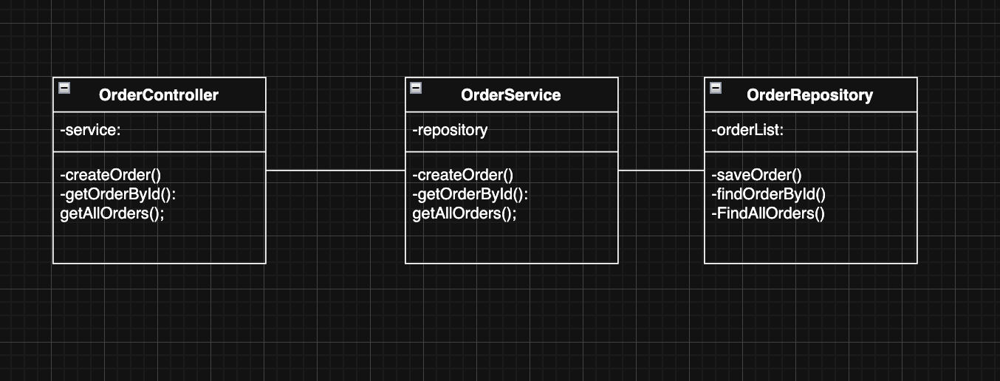 OrderController
-service:
-createOrder()
-getOrderById():
getAllOrders();
OrderService
-repository
-createOrder()
-getOrderById():
getAllOrders();
OrderRepository
-orderList:
-saveOrder()
-findOrderById()
-FindAllOrders()